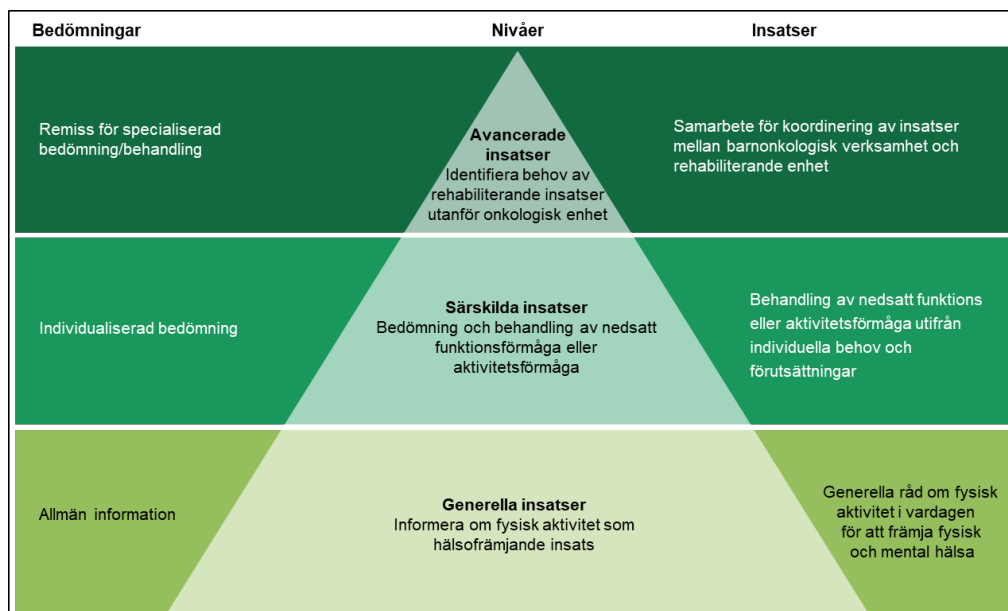 Bedömningar
Nivåer
Insatser
Remiss för specialiserad
bedömning/behandling
Avancerade
insatser
Identifiera behov av
rehabiliterande insatser
utanför onkologisk enhet
Samarbete för koordinering av insatser
mellan barnonkologisk verksamhet och
rehabiliterande enhet
Individualiserad bedömning
Särskilda insatser
Bedömning och behandling av nedsatt
funktionsförmåga eller
aktivitetsförmåga
Behandling av nedsatt funktions
eller aktivitetsförmåga utifrån
individuella behov och
förutsättningar
Allmän information
Generella insatser
Informera om fysisk aktivitet som
hälsofrämjande insats
Generella råd om fysisk
aktivitet i vardagen
för att främja fysisk
och mental hälsa